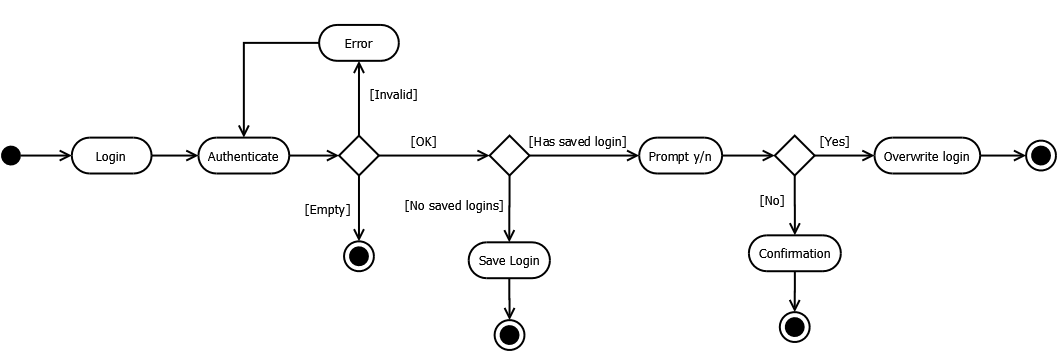 Error
[Invalid]
Login
Authenticate
[OK]
[Has saved login]
Prompt y/n
[Yes]
Overwrite login
[Empty]
[No saved logins]
[No]
Save Login
Confirmation